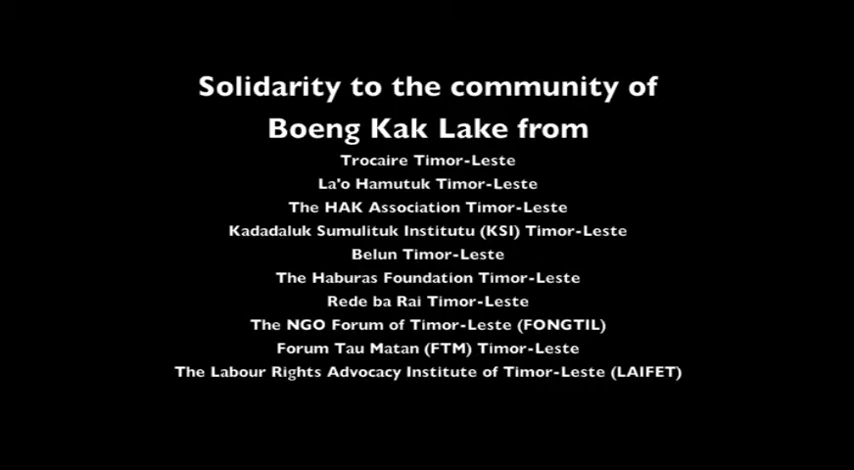 Solidarity to the community of
Boeng Kak Lake from
Trocaire Timor-Leste
La'o Hamutuk Timor-Leste
The HAK Association Timor-Leste
Kadadaluk Sumulituk Institutu (KSI) Timor-Leste
Belun Timor-Leste
The Haburas Foundation Timor-Leste
Rede ba Rai Timor-Leste
The NGO Forum of Timor-Leste (FONGTIL)
Forum Tau Matan (FTM) Timor-Leste
The Labour Rights Advocacy Institute of Timor-Leste (LAIFET)